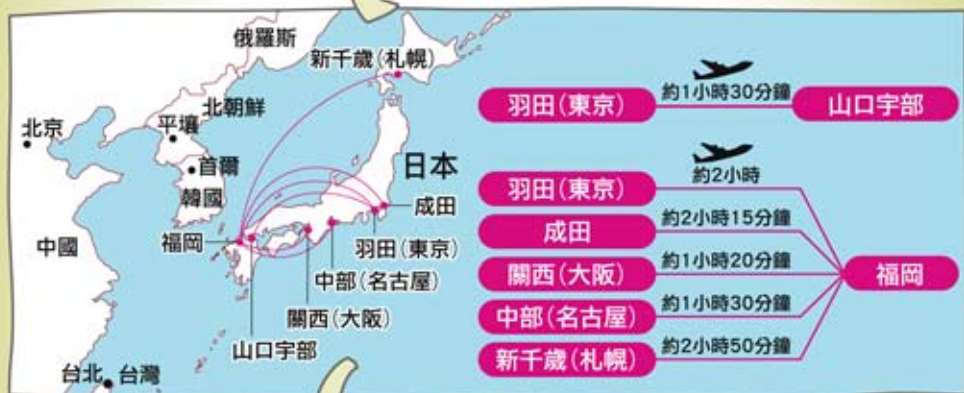 俄羅斯
新千歲(札幌)
北朝鮮
北京
平壤
日本
首爾
韓國
成田
中國
福岡
羽田(東京)
中部(名古屋)
關西(大阪)
山口宇部
台北 台灣
羽田(東京) 約1小時30分鐘 山口宇部
羽田(東京) 約2小時
成田 約2小時15分鐘
關西(大阪) 約1小時20分鐘 福岡
中部(名古屋) 約1小時30分鐘
新千歲(札幌) 約2小時50分鐘